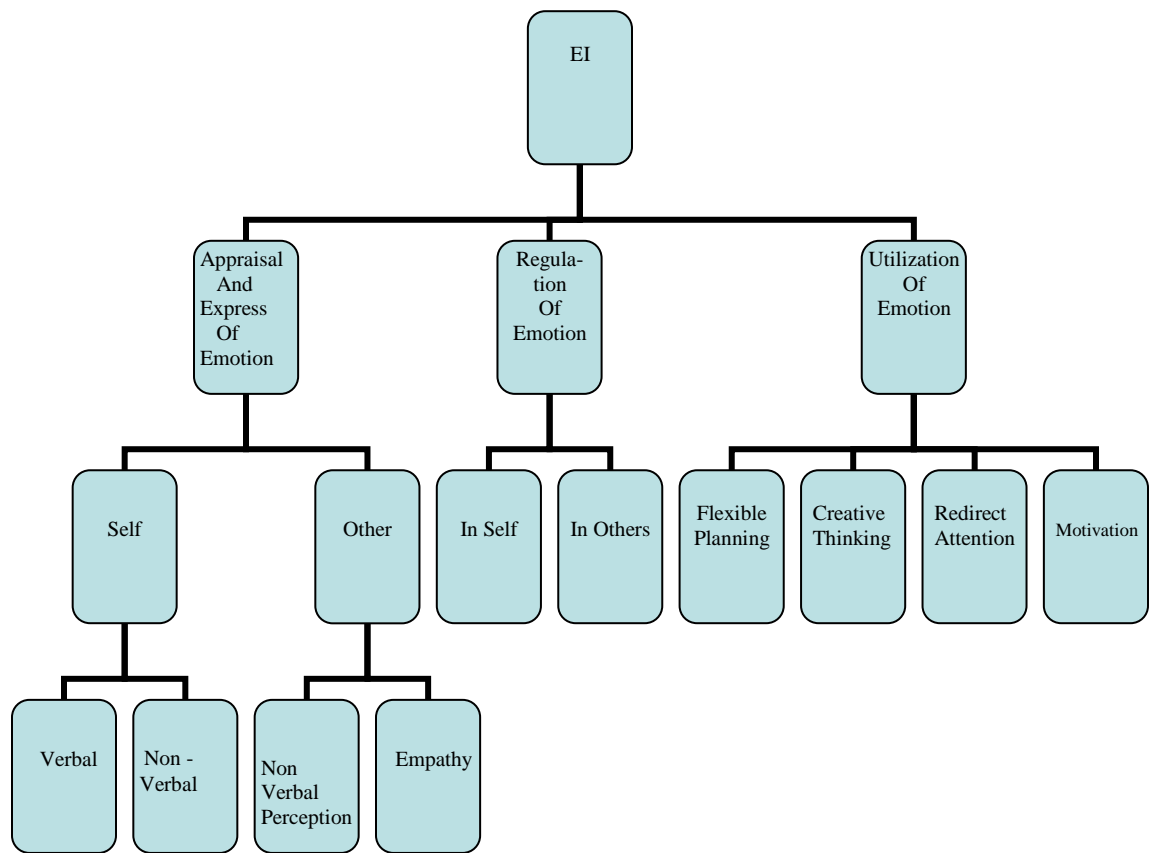 EI
Appraisal
And
Express
Of
Emotion
Regula-
tion
Of
Emotion
Utilization
Of
Emotion
Self
Other
In Self
In Others
Flexible
Planning
Creative
Thinking
Redirect
Attention
Motivation
Verbal
Non -
Verbal
Non
Verbal
Perception
Empathy